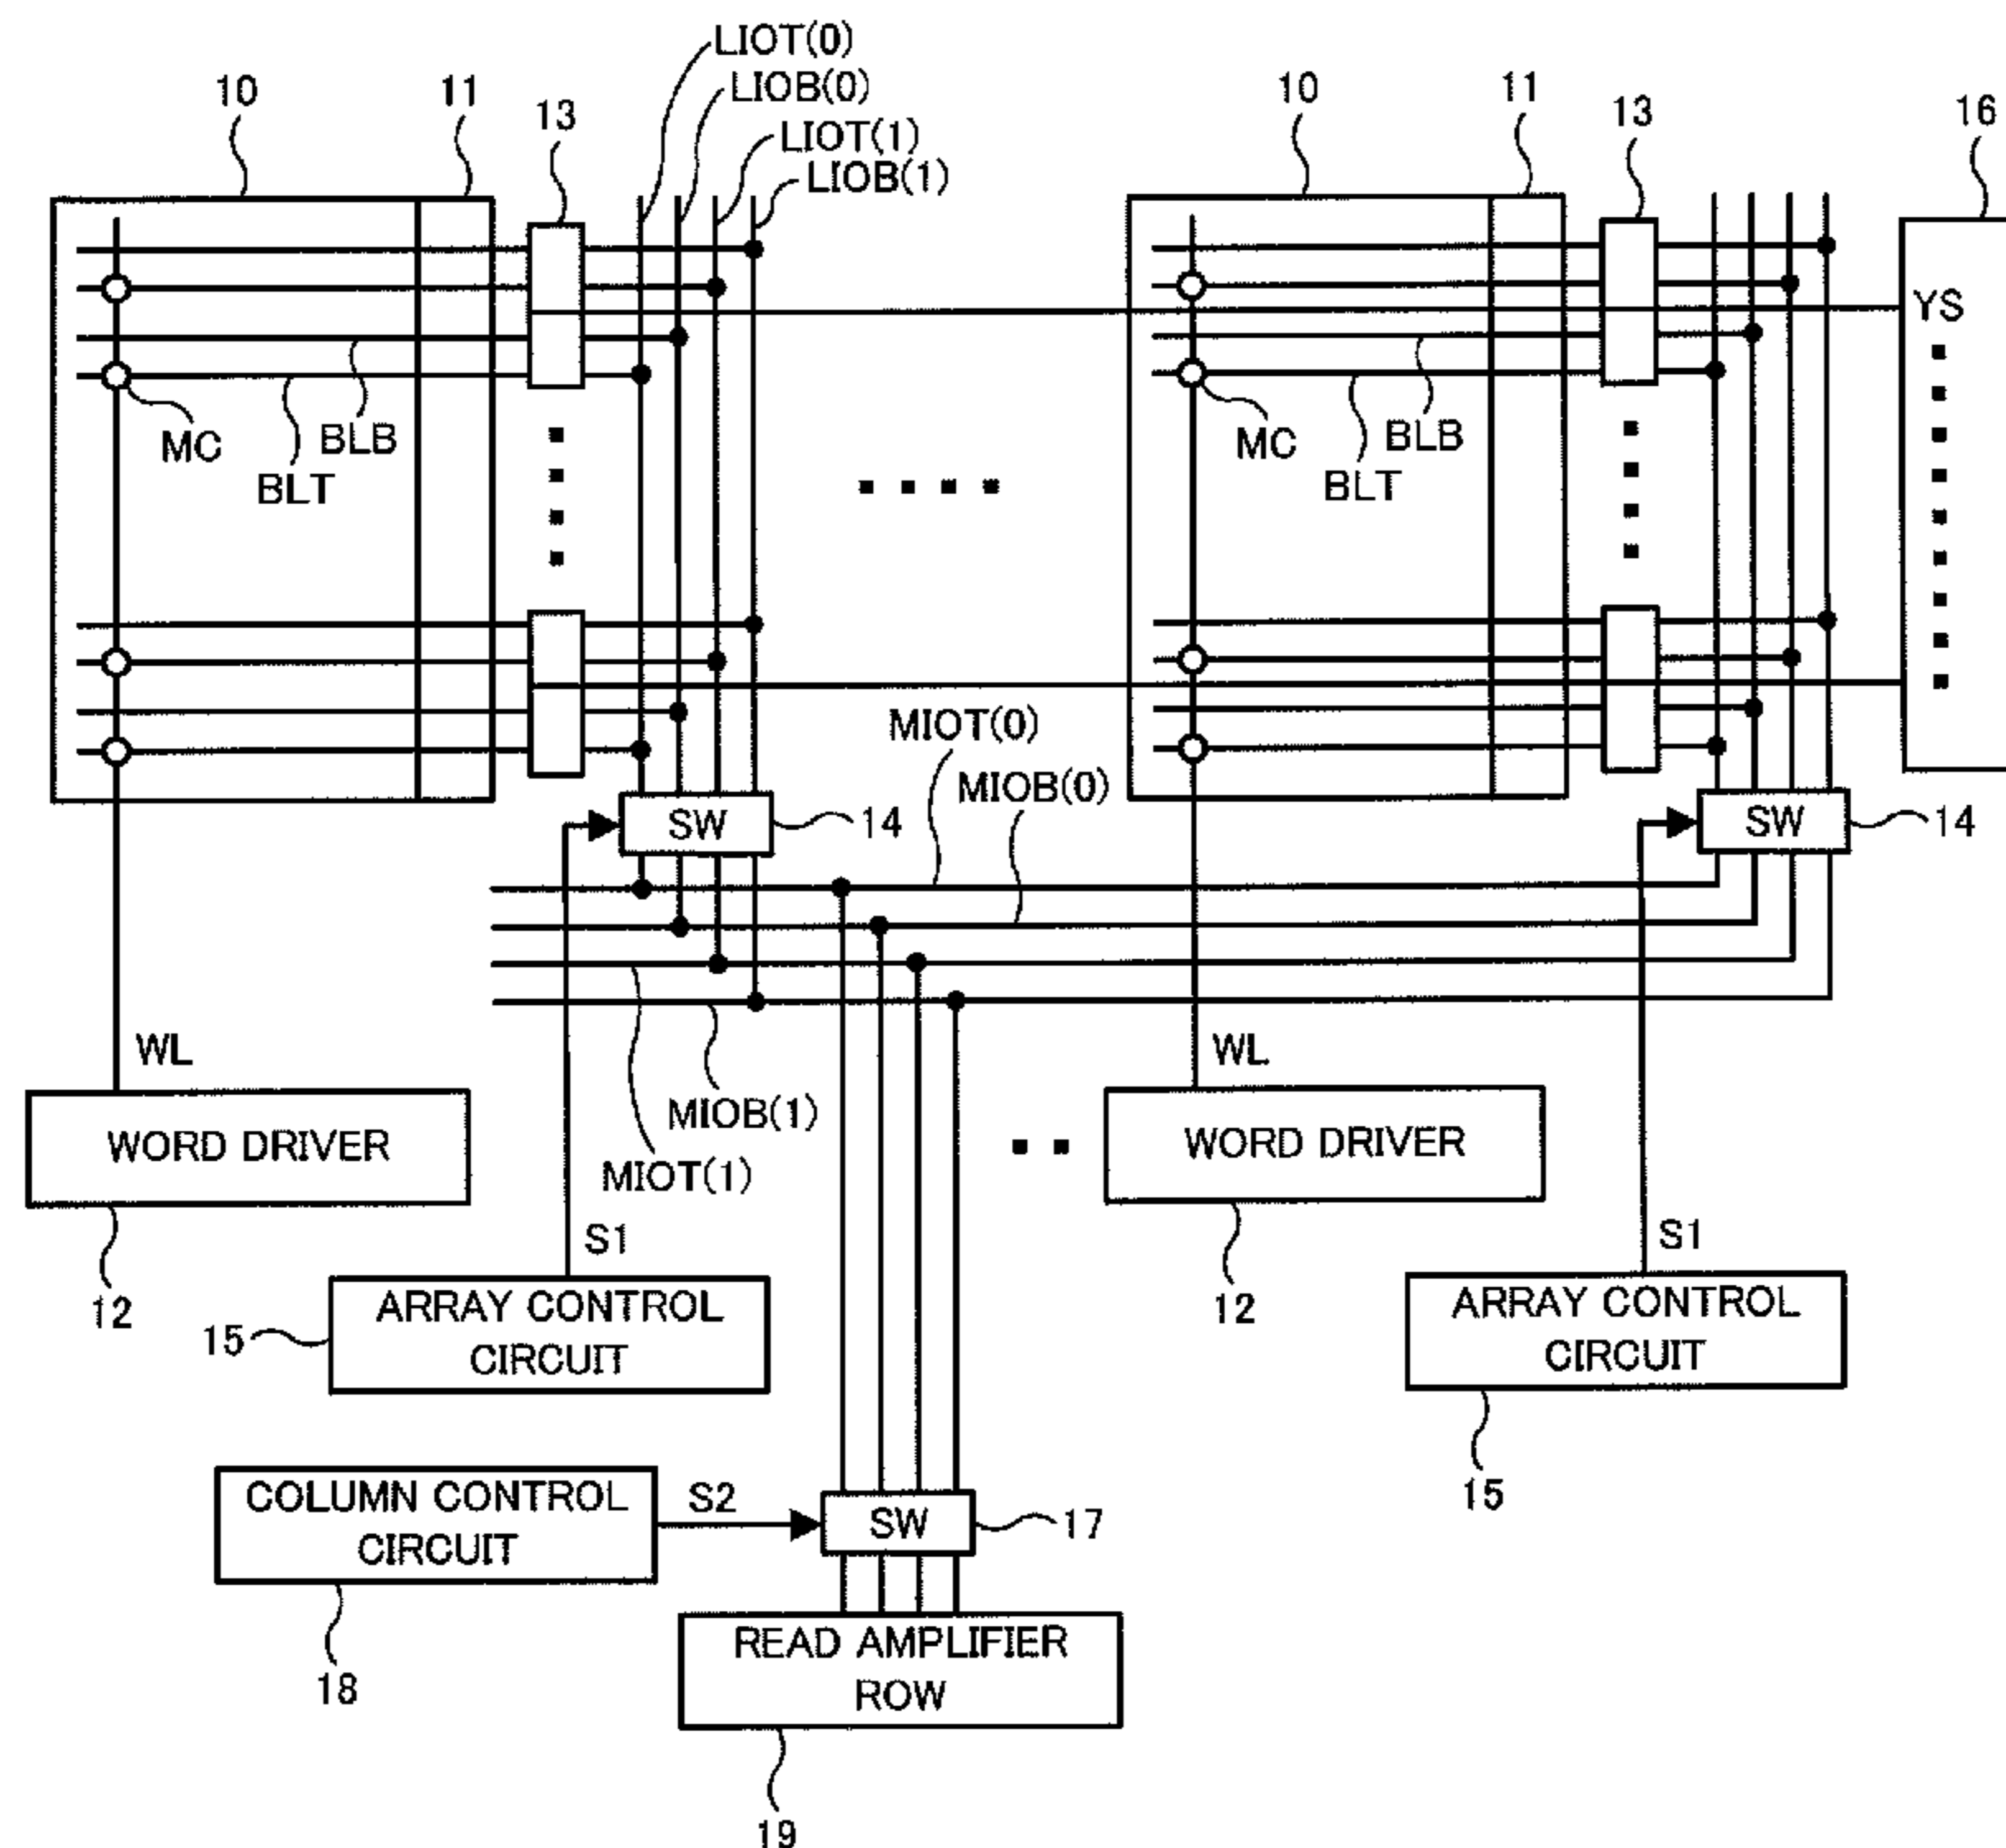 LIOT(0)
LIOB(0)
LIOT(1)
LIOB(1)
10
11
13
10
11
13
16
YS
MC
BLB
BLT
MC
BLB
BLT
MIOT(0)
MIOB(0)
SW
14
SW
14
WL
WL
MIOB(1)
MIOT(1)
WORD DRIVER
WORD DRIVER
12
S1
12
S1
ARRAY CONTROL
CIRCUIT
15
ARRAY CONTROL
CIRCUIT
15
COLUMN CONTROL
CIRCUIT
18
S2
SW
17
READ AMPLIFIER
ROW
19